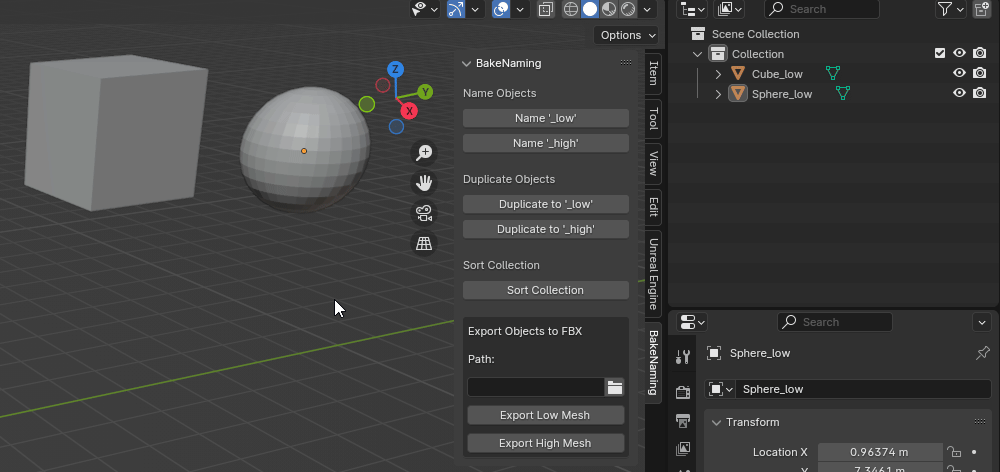 Options
Z
Y
X
BakeNaming
Name Objects
Name '_low'
Name '_high'
Duplicate Objects
Duplicate to '_low'
Duplicate to '_high'
Sort Collection
Sort Collection
Export Objects to FBX
Path:
Export Low Mesh
Export High Mesh
Item
Tool
View
Edit
Unreal Engine
BakeNaming
Search
Scene Collection
Collection
Cube_low
Sphere_low
Search
Sphere_low
Sphere_low
Transform
Location X 0.96374 m
Y 7.3461 m